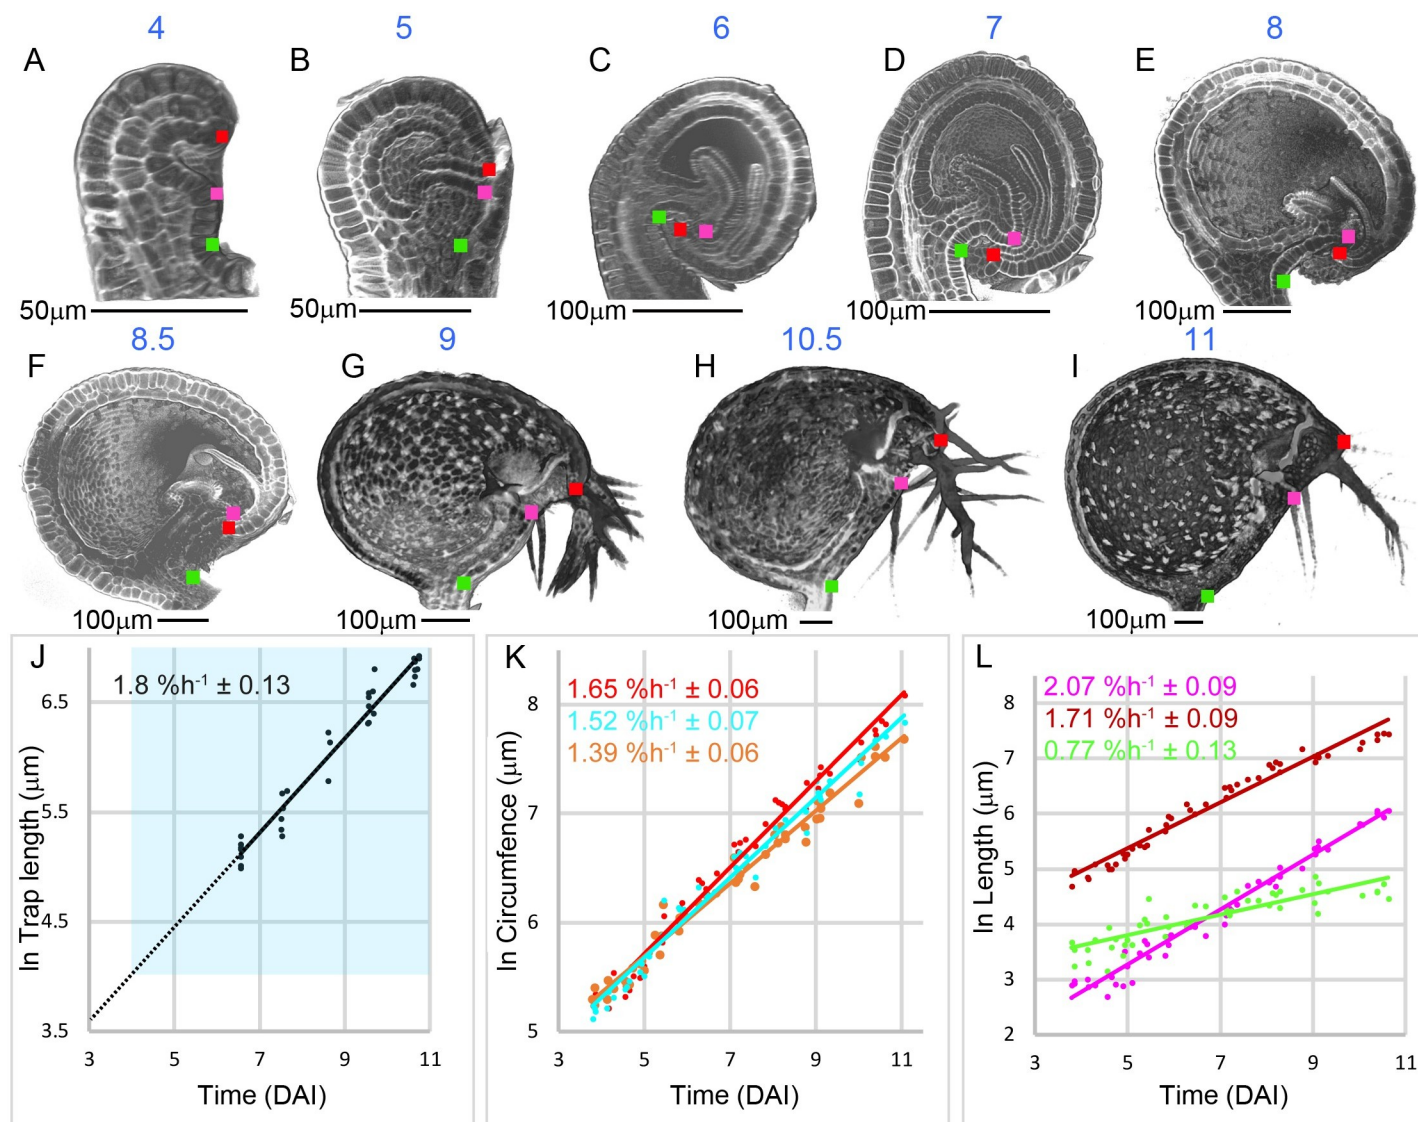 4 5 6 7 8
A B C D E
50μm 50μm 100μm 100μm 100μm
8.5 9 10.5 11
F G H I
100μm 100μm 100μm 100μm
J
1.8 %h⁻¹ ± 0.13
ln Trap length (μm)
6.5
5.5
4.5
3.5
3 5 7 9 11
Time (DAI)
K
1.65 %h⁻¹ ± 0.06
1.52 %h⁻¹ ± 0.07
1.39 %h⁻¹ ± 0.06
ln Circumfence (μm)
8
7
6
5
3 5 7 9 11
Time (DAI)
L
2.07 %h⁻¹ ± 0.09
1.71 %h⁻¹ ± 0.09
0.77 %h⁻¹ ± 0.13
ln Length (μm)
8
7
6
5
4
3
2
3 5 7 9 11
Time (DAI)